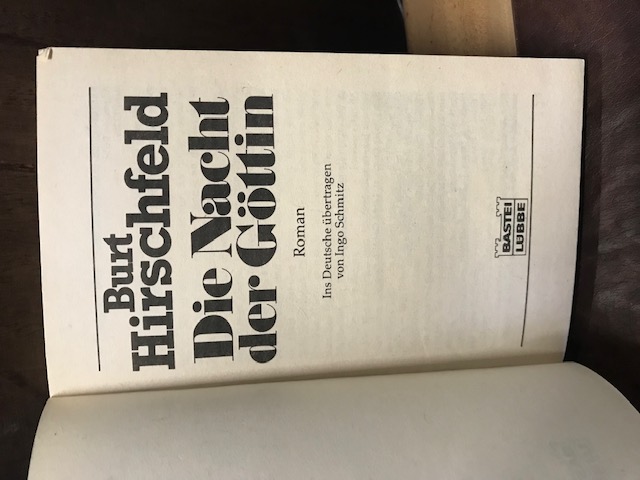 Burt
Hirschfeld
Die Nacht
der Göttin
Roman
Ins Deutsche übertragen
von Ingo Schmitz
BASTEI
LÜBBE